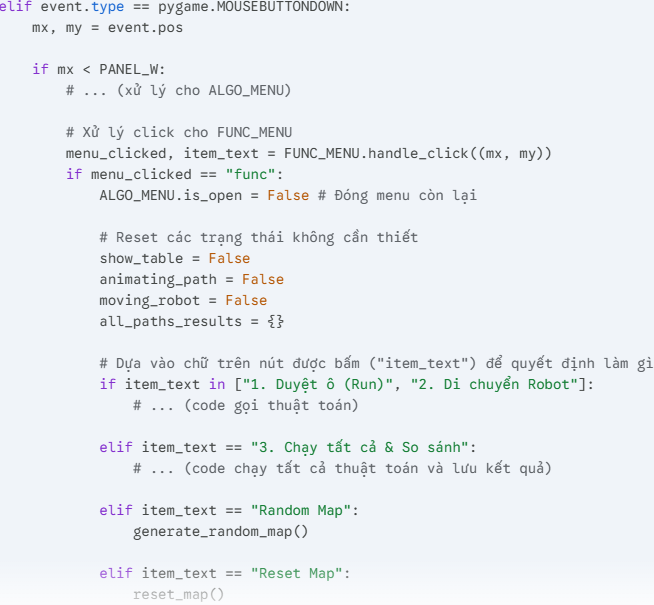 elif event.type == pygame.MOUSEBUTTONDOWN:
    mx, my = event.pos

    if mx < PANEL_W:
        # ... (xử lý cho ALGO_MENU)

        # Xử lý click cho FUNC_MENU
        menu_clicked, item_text = FUNC_MENU.handle_click((mx, my))
        if menu_clicked == "func":
            ALGO_MENU.is_open = False # Đóng menu còn lại

            # Reset các trạng thái không cần thiết
            show_table = False
            animating_path = False
            moving_robot = False
            all_paths_results = {}

            # Dựa vào chữ trên nút được bấm ("item_text") để quyết định làm gì
            if item_text in ["1. Duyệt ô (Run)", "2. Di chuyển Robot"]:
                # ... (code gọi thuật toán)

            elif item_text == "3. Chạy tất cả & So sánh":
                # ... (code chạy tất cả thuật toán và lưu kết quả)

            elif item_text == "Random Map":
                generate_random_map()

            elif item_text == "Reset Map":
                reset_map()